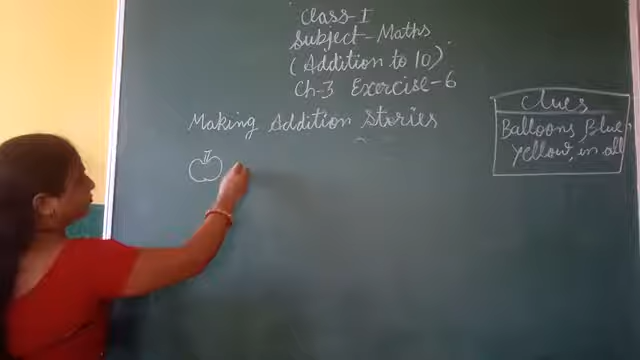 Class-I
Subject-Maths
(Addition to 10)
Ch-3 Exercise-6
Making Addition Stories
Clues
Balloons, Blue,
Yellow, in all